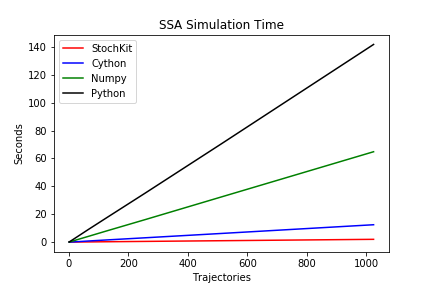 SSA Simulation Time
StochKit
Cython
Numpy
Python
Seconds
140
120
100
80
60
40
20
0
0 200 400 600 800 1000
Trajectories